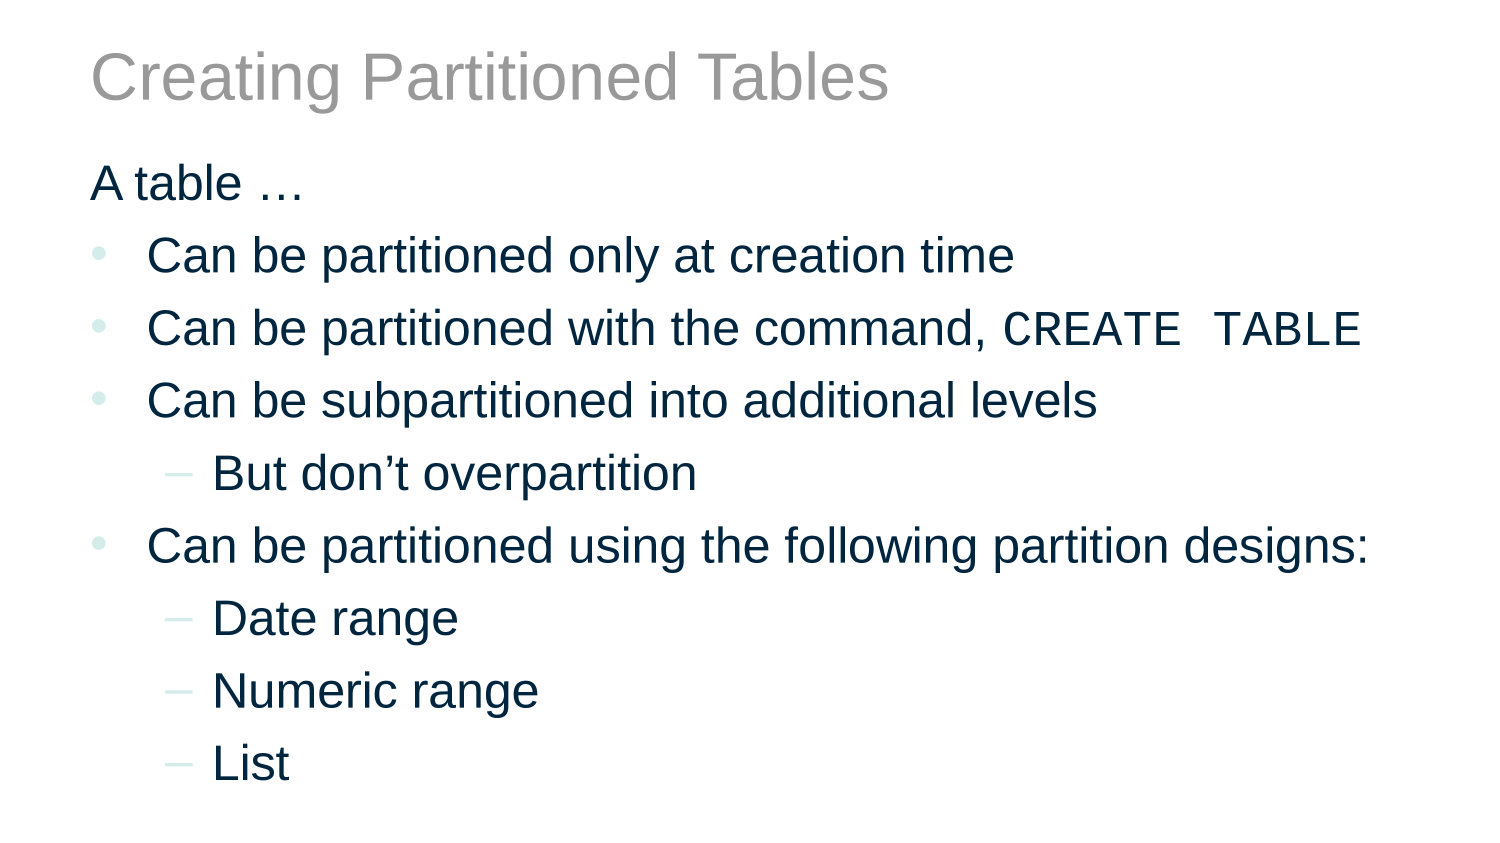 Creating Partitioned Tables
A table …
• Can be partitioned only at creation time
• Can be partitioned with the command, CREATE TABLE
• Can be subpartitioned into additional levels
– But don’t overpartition
• Can be partitioned using the following partition designs:
– Date range
– Numeric range
– List